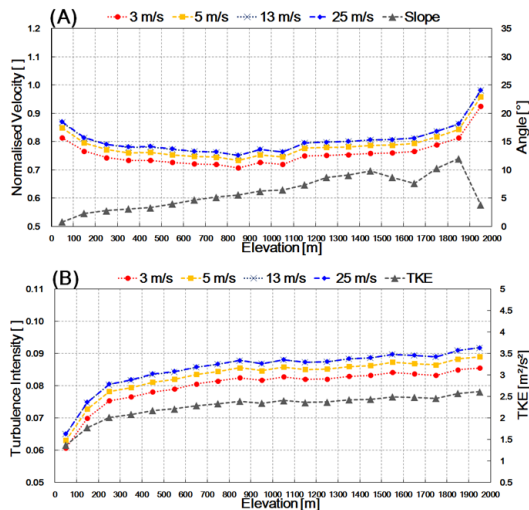 (A)
3 m/s 5 m/s 13 m/s 25 m/s Slope
1.2 35
1.1 30
1.0 25
0.9 20
0.8 15
0.7 10
0.6 5
0.5 0
Normalised Velocity [ ]
Angle[°]
0 100 200 300 400 500 600 700 800 900 1000 1100 1200 1300 1400 1500 1600 1700 1800 1900 2000
Elevation [m]
(B)
3 m/s 5 m/s 13 m/s 25 m/s TKE
0.11 5
4.5
0.10 4
0.09 3.5
3
0.08 2.5
0.07 2
1.5
0.06 1
0.5
0.05 0
Turbulence Intensity [ ]
TKE [m²/s²]
0 100 200 300 400 500 600 700 800 900 1000 1100 1200 1300 1400 1500 1600 1700 1800 1900 2000
Elevation [m]